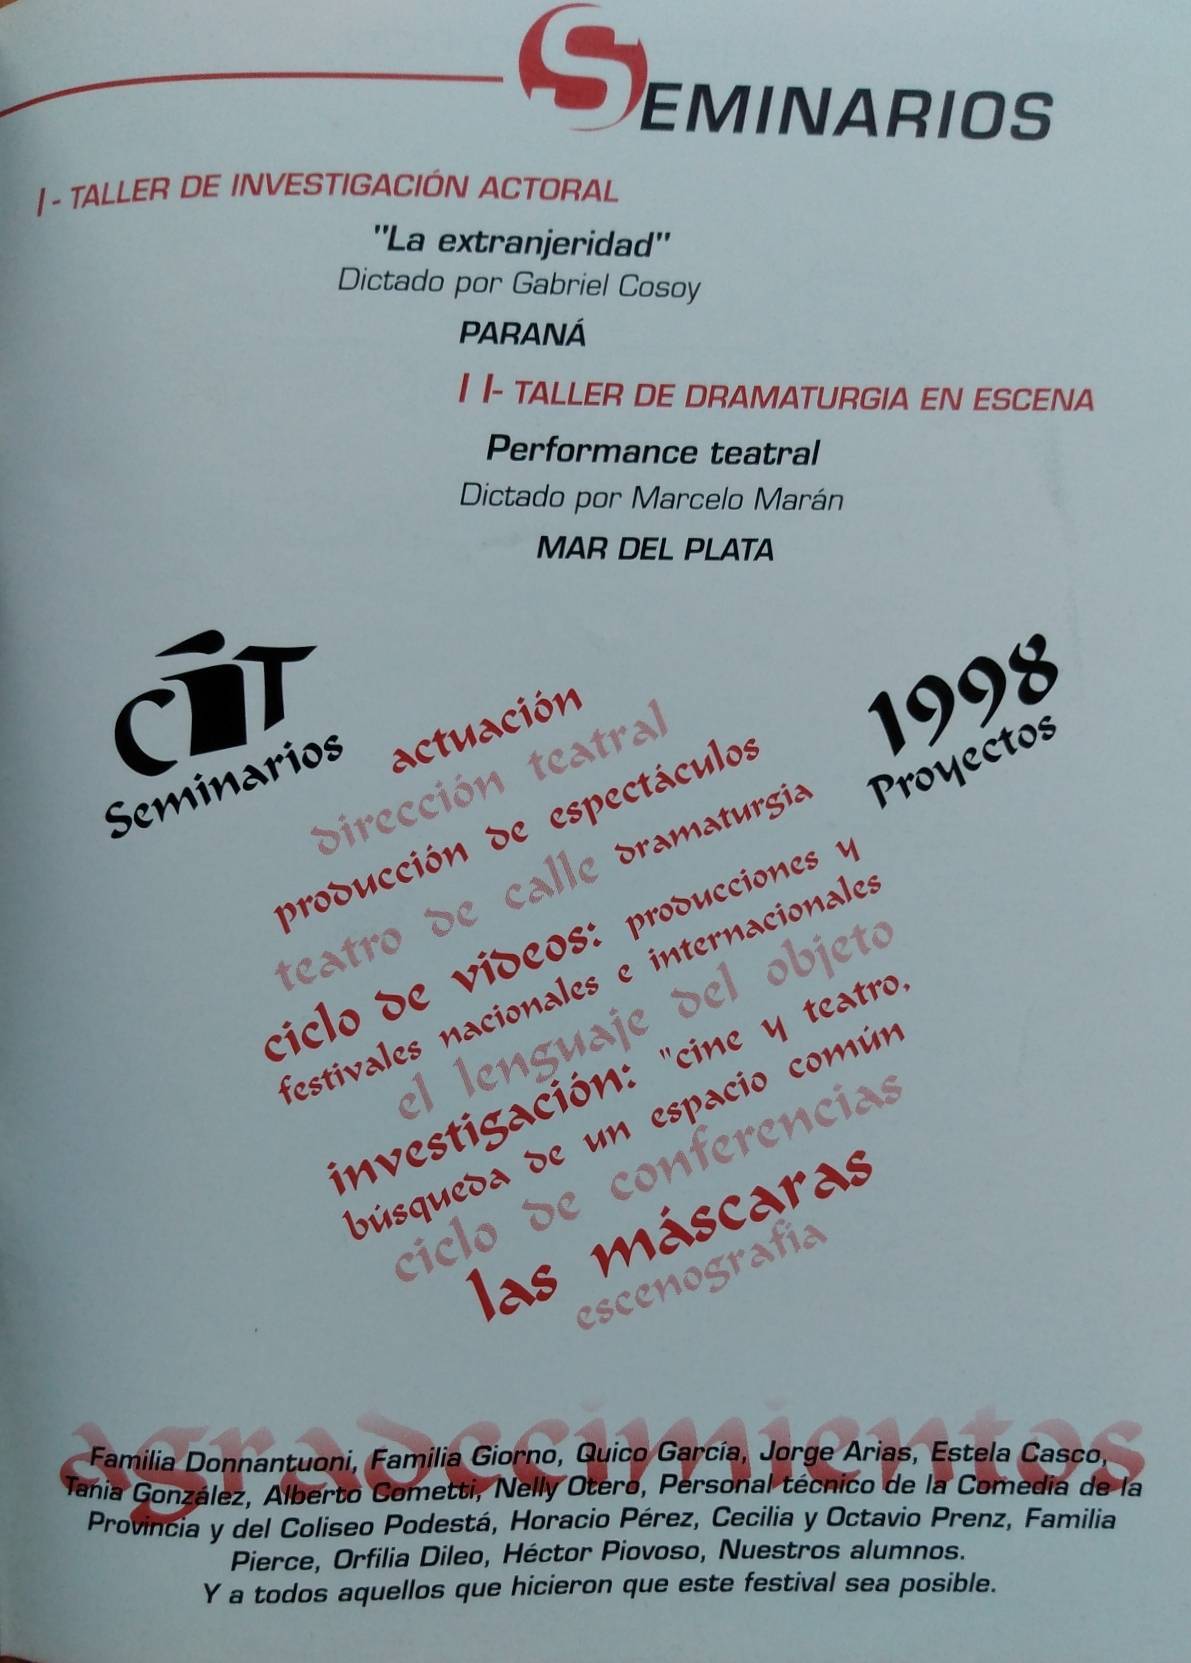 SEMINARIOS
I - TALLER DE INVESTIGACIÓN ACTORAL
"La extranjeridad"
Dictado por Gabriel Cosoy
PARANÁ
I I- TALLER DE DRAMATURGIA EN ESCENA
Performance teatral
Dictado por Marcelo Marán
MAR DEL PLATA
CIT
Seminarios
1998
Proyectos
actuación
dirección teatral
producción de espectáculos
teatro de calle dramaturgia
ciclo de vídeos: producciones y
festivales nacionales e internacionales
el lenguaje del objeto
investigación: "cine y teatro,
búsqueda de un espacio común
ciclo de conferencias
las máscaras
escenografia
agradecimientos
Familia Donnantuoni, Familia Giorno, Quico García, Jorge Arias, Estela Casco,
Tania González, Alberto Cometti, Nelly Otero, Personal técnico de la Comedia de la
Provincia y del Coliseo Podestá, Horacio Pérez, Cecilia y Octavio Prenz, Familia
Pierce, Orfilia Dileo, Héctor Piovoso, Nuestros alumnos.
Y a todos aquellos que hicieron que este festival sea posible.